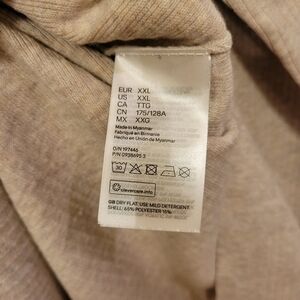 EUR XXL
US XXL
CA TTG
CN 175/128A
MX XXG
Made in Myanmar
Fabriqué en Birmanie
Hecho en Unión de Myanmar
O/N 197446
P/N 0938695 3
30
clevercare.info
GB DRY FLAT. USE MILD DETERGENT.
SHELL: 65% POLYESTER 15%